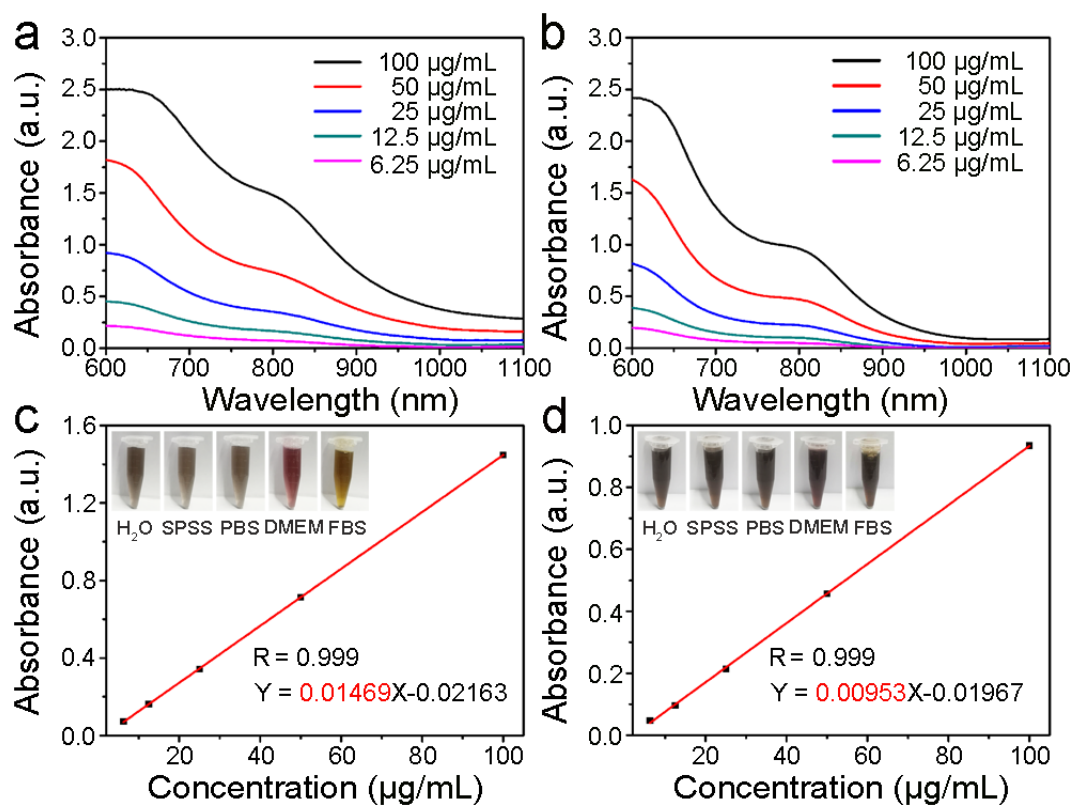 a
3.0
2.5
2.0
1.5
1.0
0.5
0.0
Absorbance (a.u.)
100 µg/mL
50 µg/mL
25 µg/mL
12.5 µg/mL
6.25 µg/mL
600 700 800 900 1000 1100
Wavelength (nm)
b
3.0
2.5
2.0
1.5
1.0
0.5
0.0
Absorbance (a.u.)
100 µg/mL
50 µg/mL
25 µg/mL
12.5 µg/mL
6.25 µg/mL
600 700 800 900 1000 1100
Wavelength (nm)
c
1.6
1.2
0.8
0.4
0.0
Absorbance (a.u.)
H₂O SPSS PBS DMEM FBS
R = 0.999
Y = 0.01469X-0.02163
20 40 60 80 100
Concentration (µg/mL)
d
1.0
0.8
0.6
0.4
0.2
0.0
Absorbance (a.u.)
H₂O SPSS PBS DMEM FBS
R = 0.999
Y = 0.00953X-0.01967
20 40 60 80 100
Concentration (µg/mL)